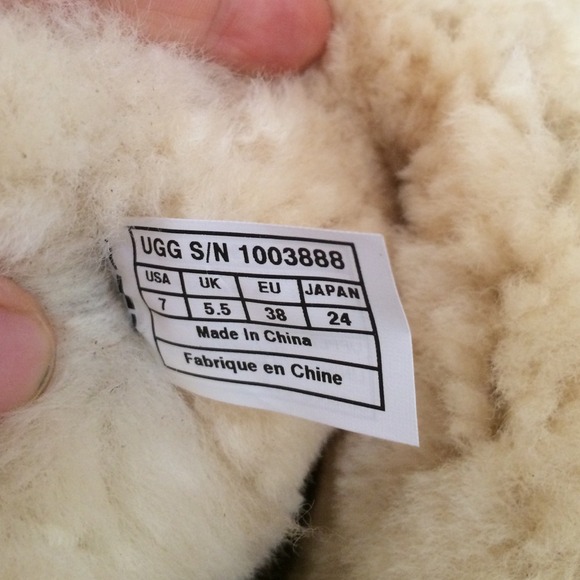 UGG S/N 1003888
USA UK EU JAPAN
7 5.5 38 24
Made In China
Fabrique en Chine